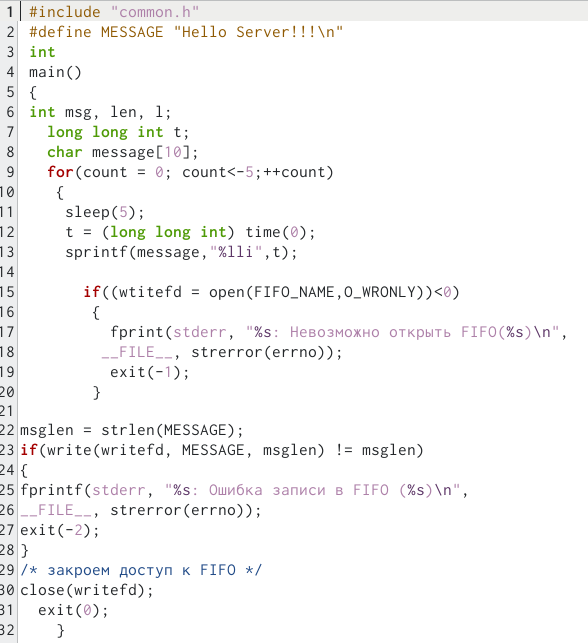 1 #include "common.h"
2 #define MESSAGE "Hello Server!!!\n"
3 int
4 main()
5 {
6 int msg, len, l;
7 long long int t;
8 char message[10];
9 for(count = 0; count<-5;++count)
10 {
11 sleep(5);
12 t = (long long int) time(0);
13 sprintf(message,"%lli",t);
14
15 if((wtitefd = open(FIFO_NAME,O_WRONLY))<0)
16 {
17 fprint(stderr, "%s: Невозможно открыть FIFO(%s)\n",
18 __FILE__, strerror(errno));
19 exit(-1);
20 }
21
22 msglen = strlen(MESSAGE);
23 if(write(writefd, MESSAGE, msglen) != msglen)
24 {
25 fprintf(stderr, "%s: Ошибка записи в FIFO (%s)\n",
26 __FILE__, strerror(errno));
27 exit(-2);
28 }
29 /* закроем доступ к FIFO */
30 close(writefd);
31 exit(0);
32 }